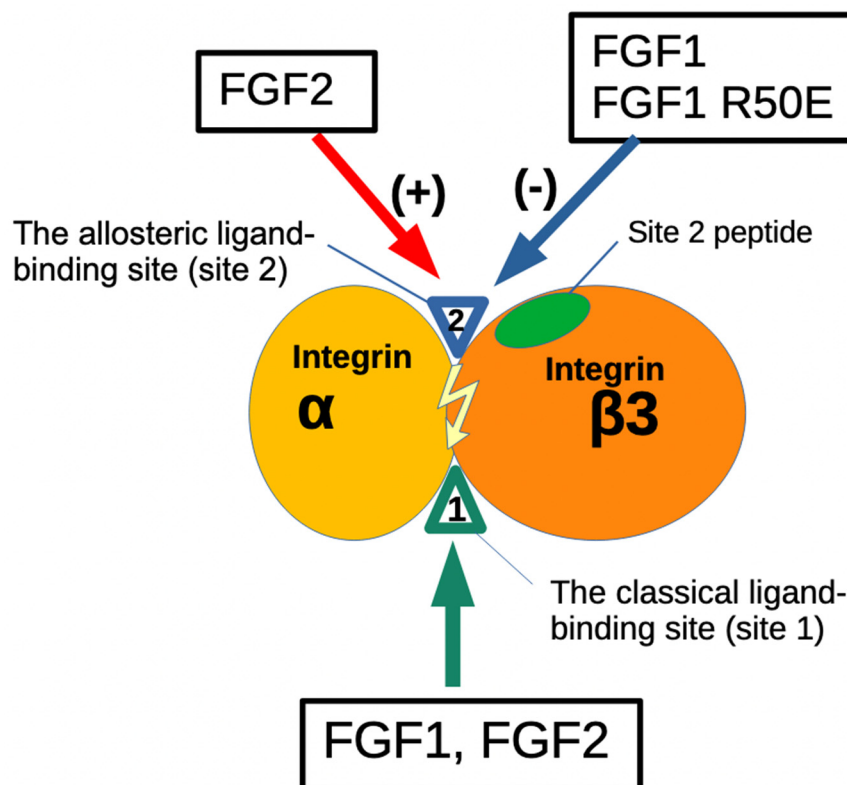 FGF2
FGF1
FGF1 R50E
(+)
(-)
The allosteric ligand-
binding site (site 2)
Site 2 peptide
2
Integrin
α
Integrin
β3
1
The classical ligand-
binding site (site 1)
FGF1, FGF2